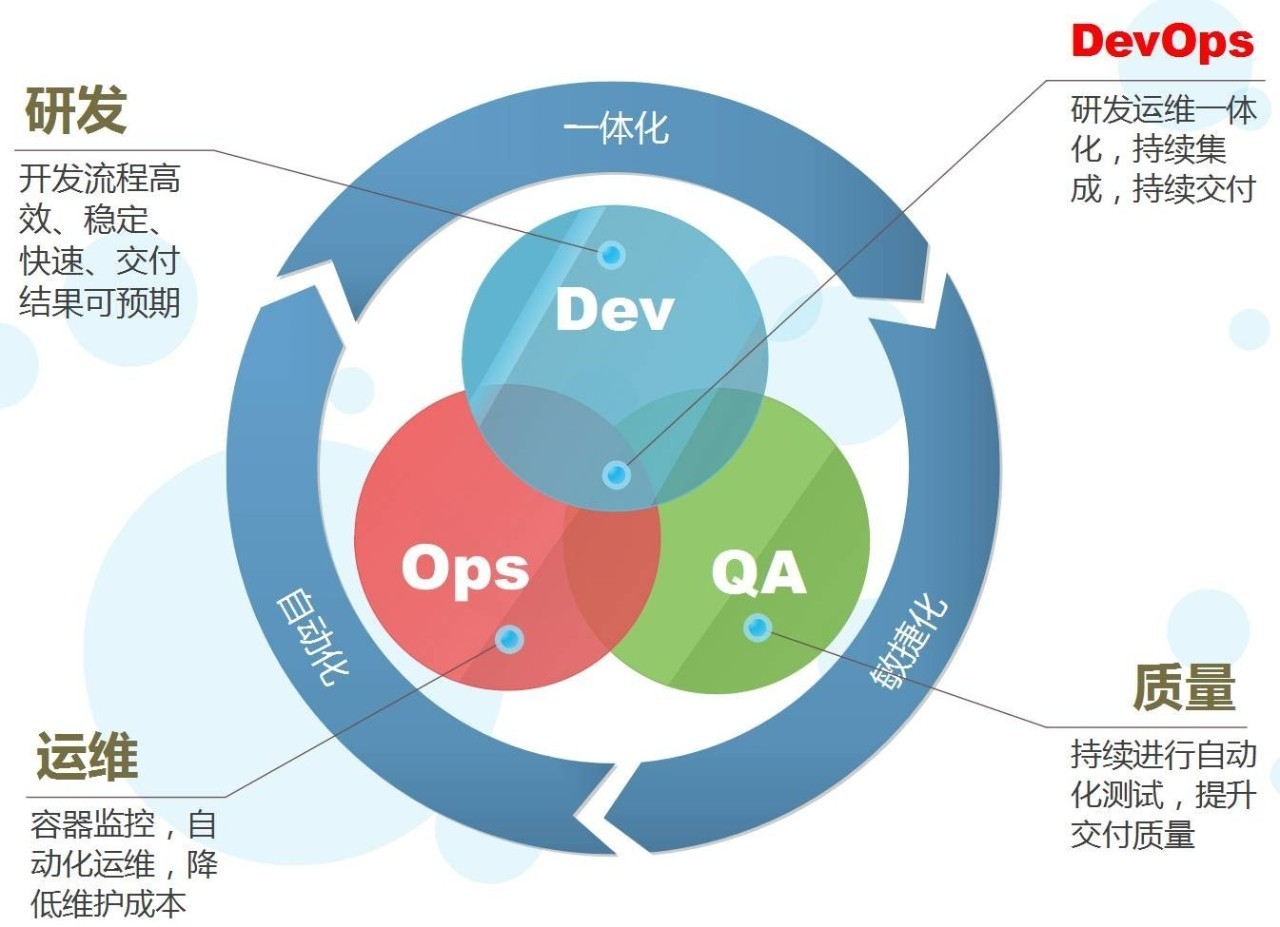 DevOps
研发运维一体
化，持续集
成，持续交付
研发
开发流程高
效、稳定、
快速、交付
结果可预期
一体化
Dev
Ops
QA
自动化
敏捷化
质量
持续进行自动
化测试，提升
交付质量
运维
容器监控，自
动化运维，降
低维护成本